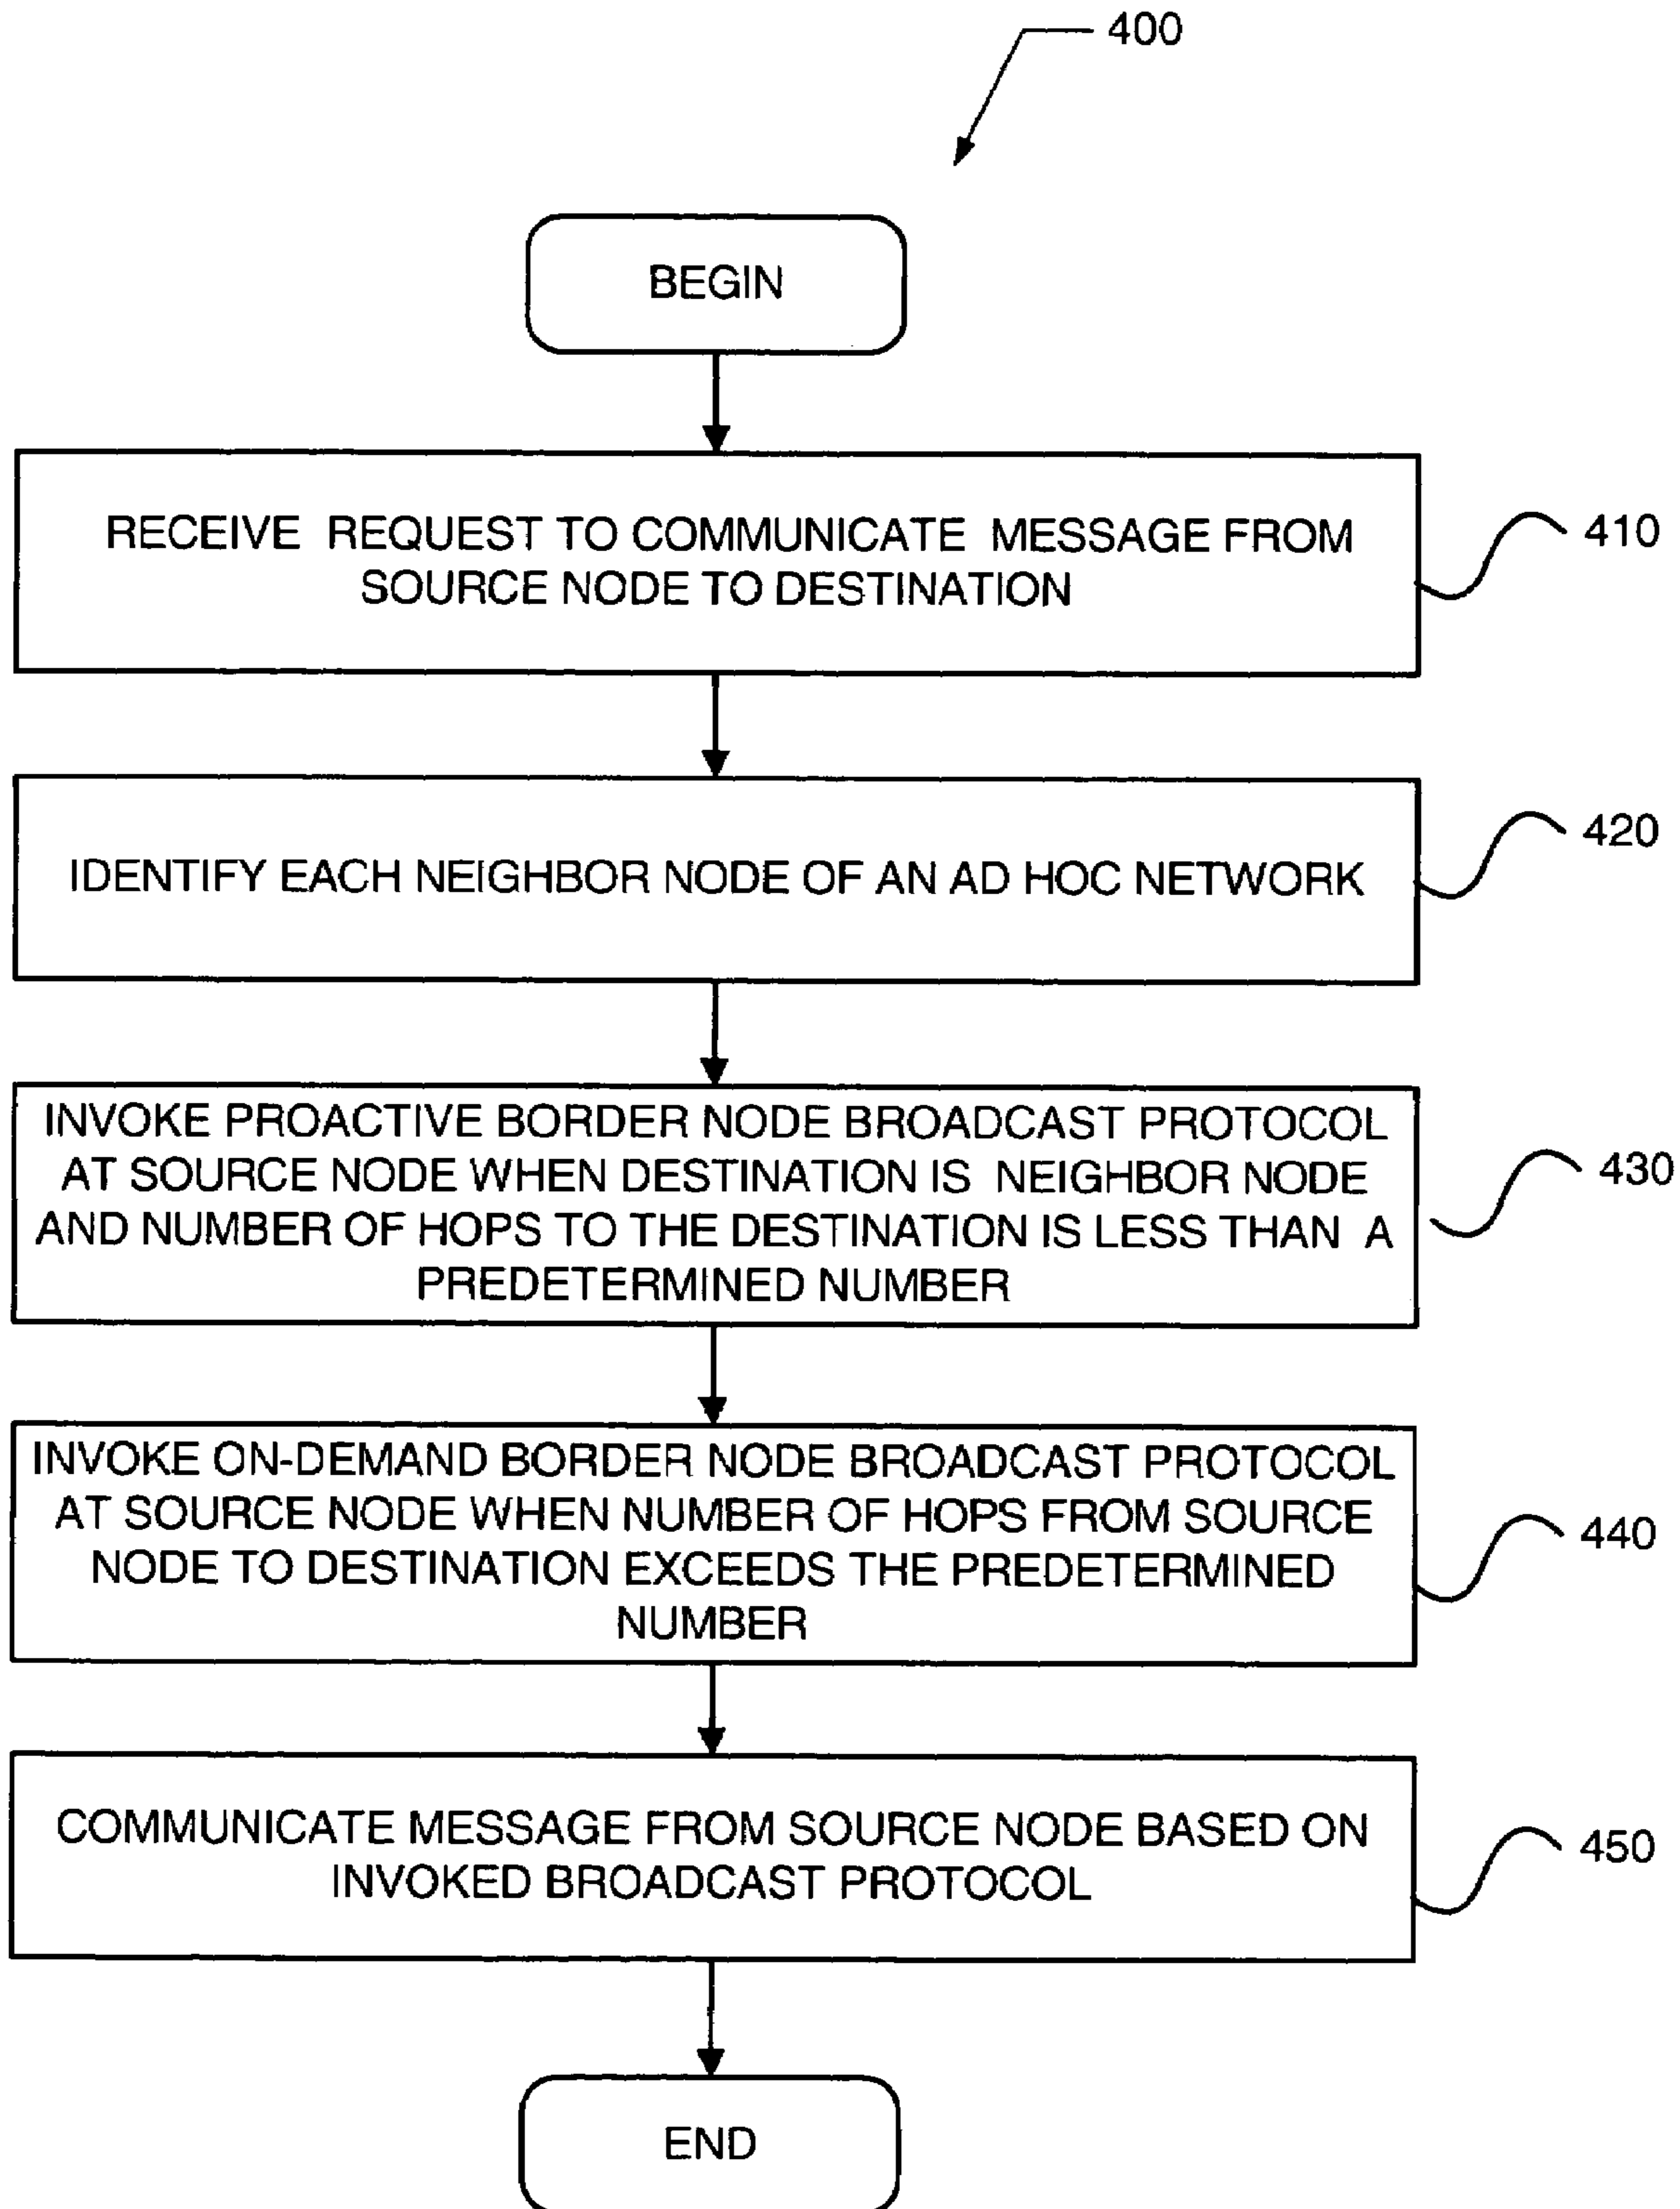 400
BEGIN
RECEIVE REQUEST TO COMMUNICATE MESSAGE FROM
SOURCE NODE TO DESTINATION
410
IDENTIFY EACH NEIGHBOR NODE OF AN AD HOC NETWORK
420
INVOKE PROACTIVE BORDER NODE BROADCAST PROTOCOL
AT SOURCE NODE WHEN DESTINATION IS NEIGHBOR NODE
AND NUMBER OF HOPS TO THE DESTINATION IS LESS THAN A
PREDETERMINED NUMBER
430
INVOKE ON-DEMAND BORDER NODE BROADCAST PROTOCOL
AT SOURCE NODE WHEN NUMBER OF HOPS FROM SOURCE
NODE TO DESTINATION EXCEEDS THE PREDETERMINED
NUMBER
440
COMMUNICATE MESSAGE FROM SOURCE NODE BASED ON
INVOKED BROADCAST PROTOCOL
450
END